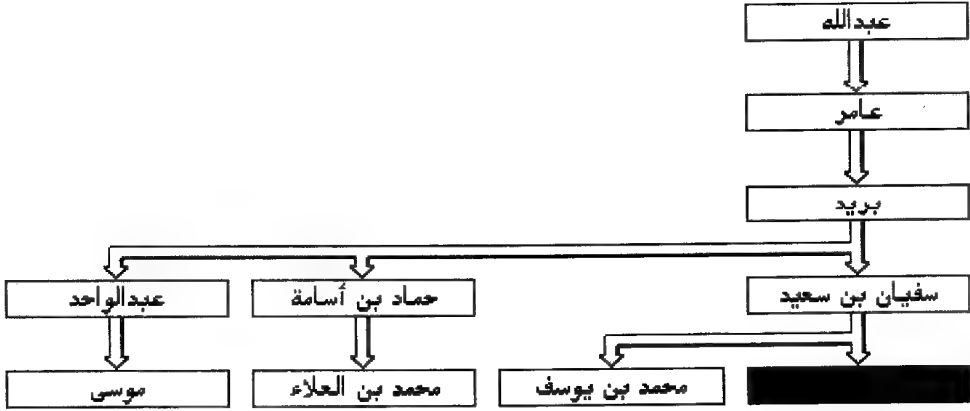 عبدالله
عامر
بريد
سفيان بن سعيد
حماد بن أسامة
عبدالواحد
محمد بن يوسف
محمد بن العلاء
موسى